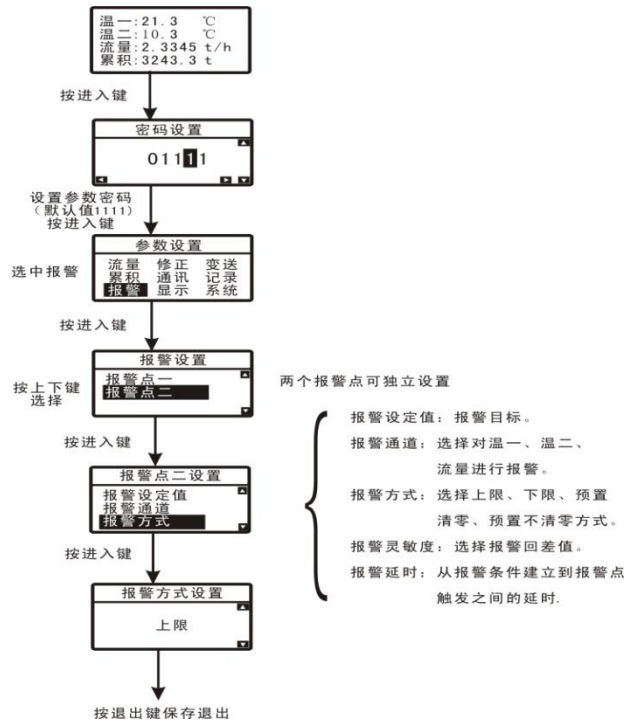 温一:21.3 ℃
温二:10.3 ℃
流量:2.3345 t/h
累积:3243.3 t
按进入键
密码设置
01111
设置参数密码
（默认值1111）
按进入键
参数设置
选中报警
流量 修正 变送
累积 通讯 记录
报警 显示 系统
按进入键
报警设置
报警点一
报警点二
按上下键
选择
按进入键
报警点二设置
报警设定值
报警通道
报警方式
按进入键
报警方式设置
上限
按退出键保存退出
两个报警点可独立设置
报警设定值：报警目标。
报警通道：选择对温一、温二、
流量进行报警。
报警方式：选择上限、下限、预置
清零、预置不清零方式。
报警灵敏度：选择报警回差值。
报警延时：从报警条件建立到报警点
触发之间的延时.